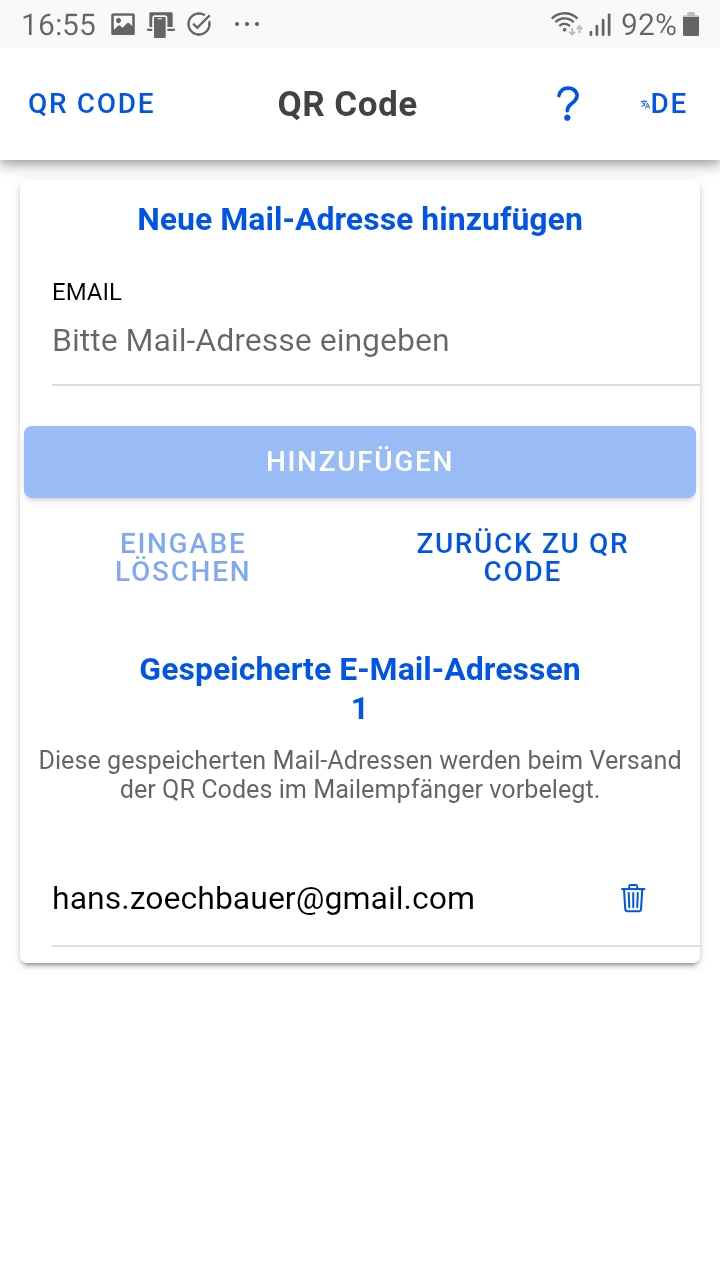 16:55 92%
QR CODE QR Code ? DE
Neue Mail-Adresse hinzufügen
EMAIL
Bitte Mail-Adresse eingeben
HINZUFÜGEN
EINGABE
LÖSCHEN
ZURÜCK ZU QR
CODE
Gespeicherte E-Mail-Adressen
1
Diese gespeicherten Mail-Adressen werden beim Versand
der QR Codes im Mailempfänger vorbelegt.
hans.zoechbauer@gmail.com